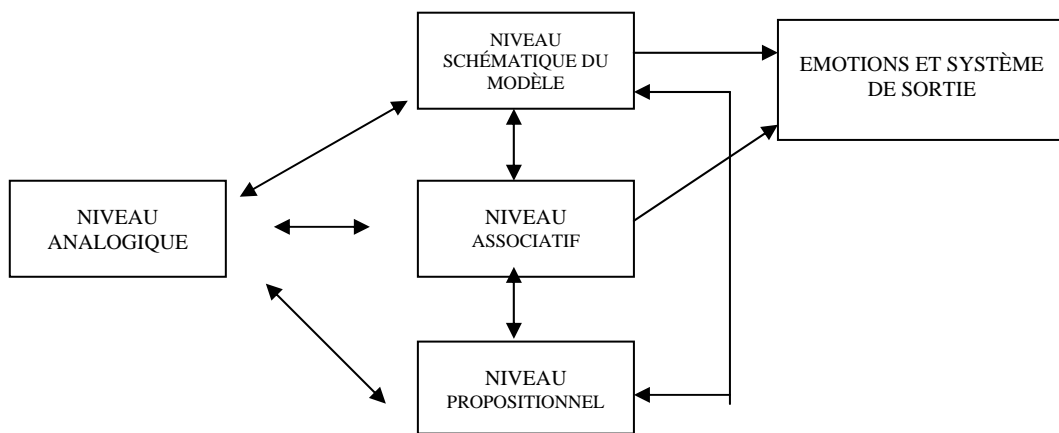 NIVEAU
SCHÉMATIQUE DU
MODÈLE
EMOTIONS ET SYSTÈME
DE SORTIE
NIVEAU
ANALOGIQUE
NIVEAU
ASSOCIATIF
NIVEAU
PROPOSITIONNEL